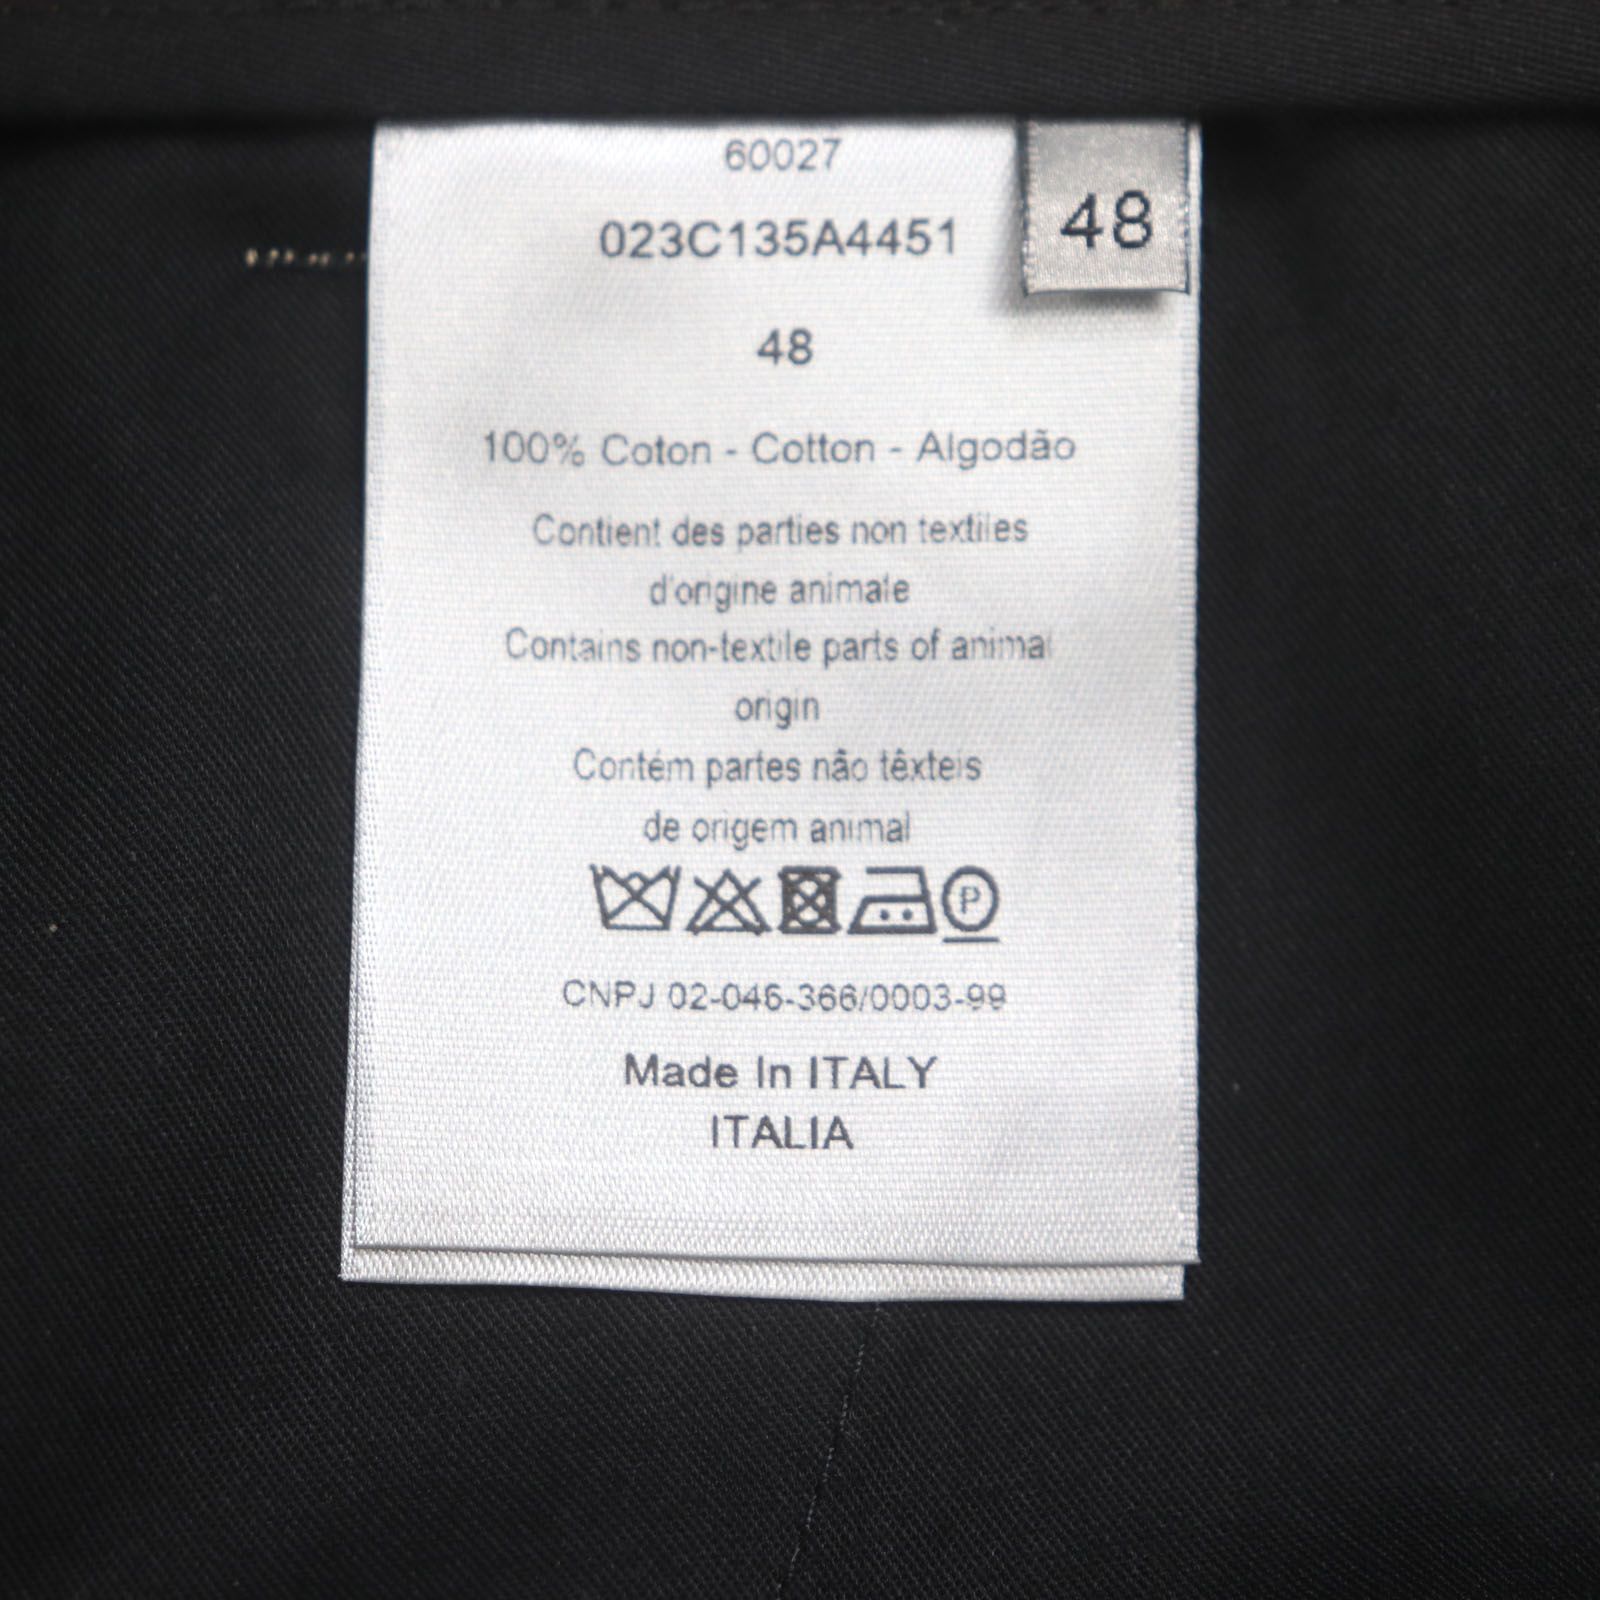 60027
023C135A4451
48
48
100% Coton - Cotton - Algodão
Contient des parties non textiles
d'origine animale
Contains non-textile parts of animal
origin
Contém partes não têxteis
de origem animal
P
CNPJ 02-046-366/0003-99
Made In ITALY
ITALIA